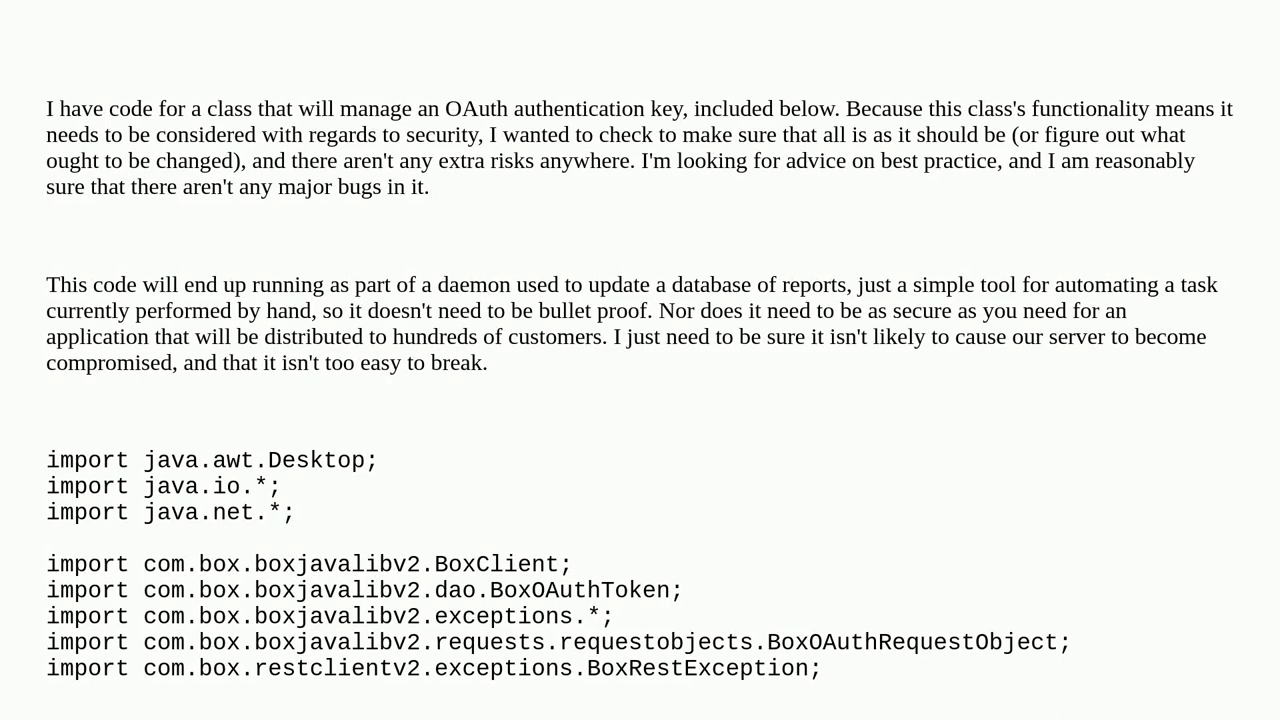 I have code for a class that will manage an OAuth authentication key, included below. Because this class's functionality means it
needs to be considered with regards to security, I wanted to check to make sure that all is as it should be (or figure out what
ought to be changed), and there aren't any extra risks anywhere. I'm looking for advice on best practice, and I am reasonably
sure that there aren't any major bugs in it.
This code will end up running as part of a daemon used to update a database of reports, just a simple tool for automating a task
currently performed by hand, so it doesn't need to be bullet proof. Nor does it need to be as secure as you need for an
application that will be distributed to hundreds of customers. I just need to be sure it isn't likely to cause our server to become
compromised, and that it isn't too easy to break.
import java.awt.Desktop;
import java.io.*;
import java.net.*;
import com.box.boxjavalibv2.BoxClient;
import com.box.boxjavalibv2.dao.BoxOAuthToken;
import com.box.boxjavalibv2.exceptions.*;
import com.box.boxjavalibv2.requests.requestobjects.BoxOAuthRequestObject;
import com.box.restclientv2.exceptions.BoxRestException;